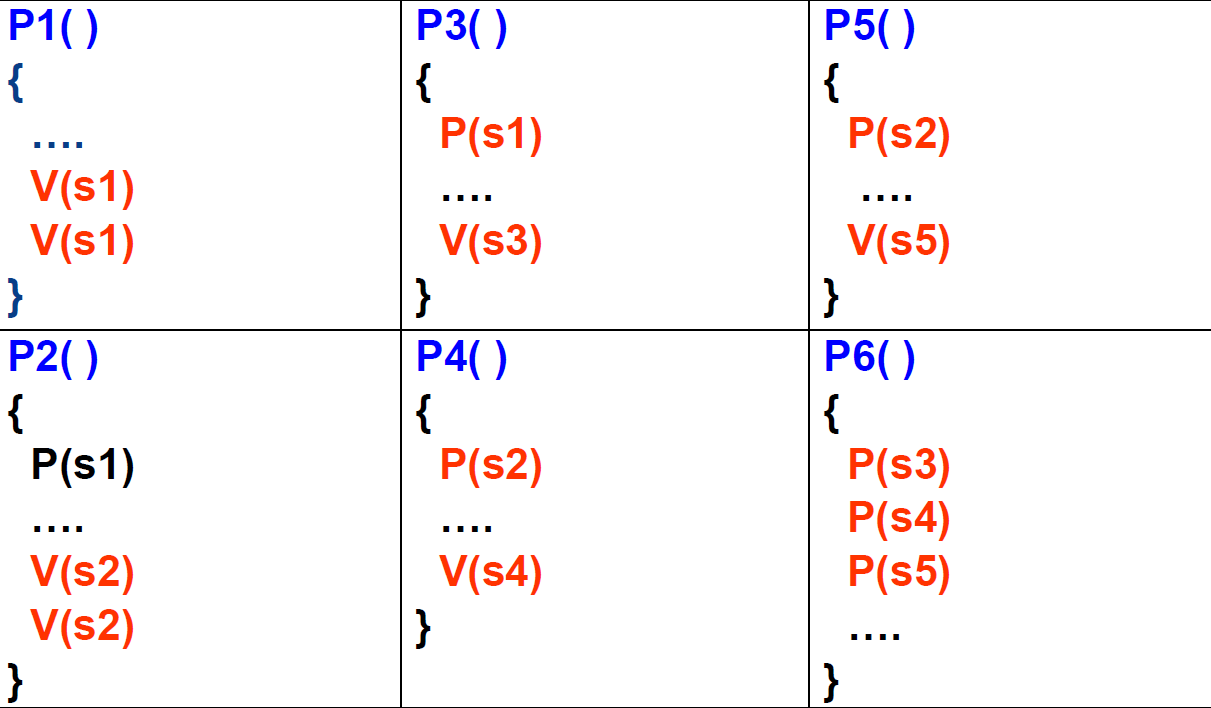 P1( )
{
....
V(s1)
V(s1)
}
P3( )
{
P(s1)
....
V(s3)
}
P5( )
{
P(s2)
....
V(s5)
}
P2( )
{
P(s1)
....
V(s2)
V(s2)
}
P4( )
{
P(s2)
....
V(s4)
}
P6( )
{
P(s3)
P(s4)
P(s5)
....
}